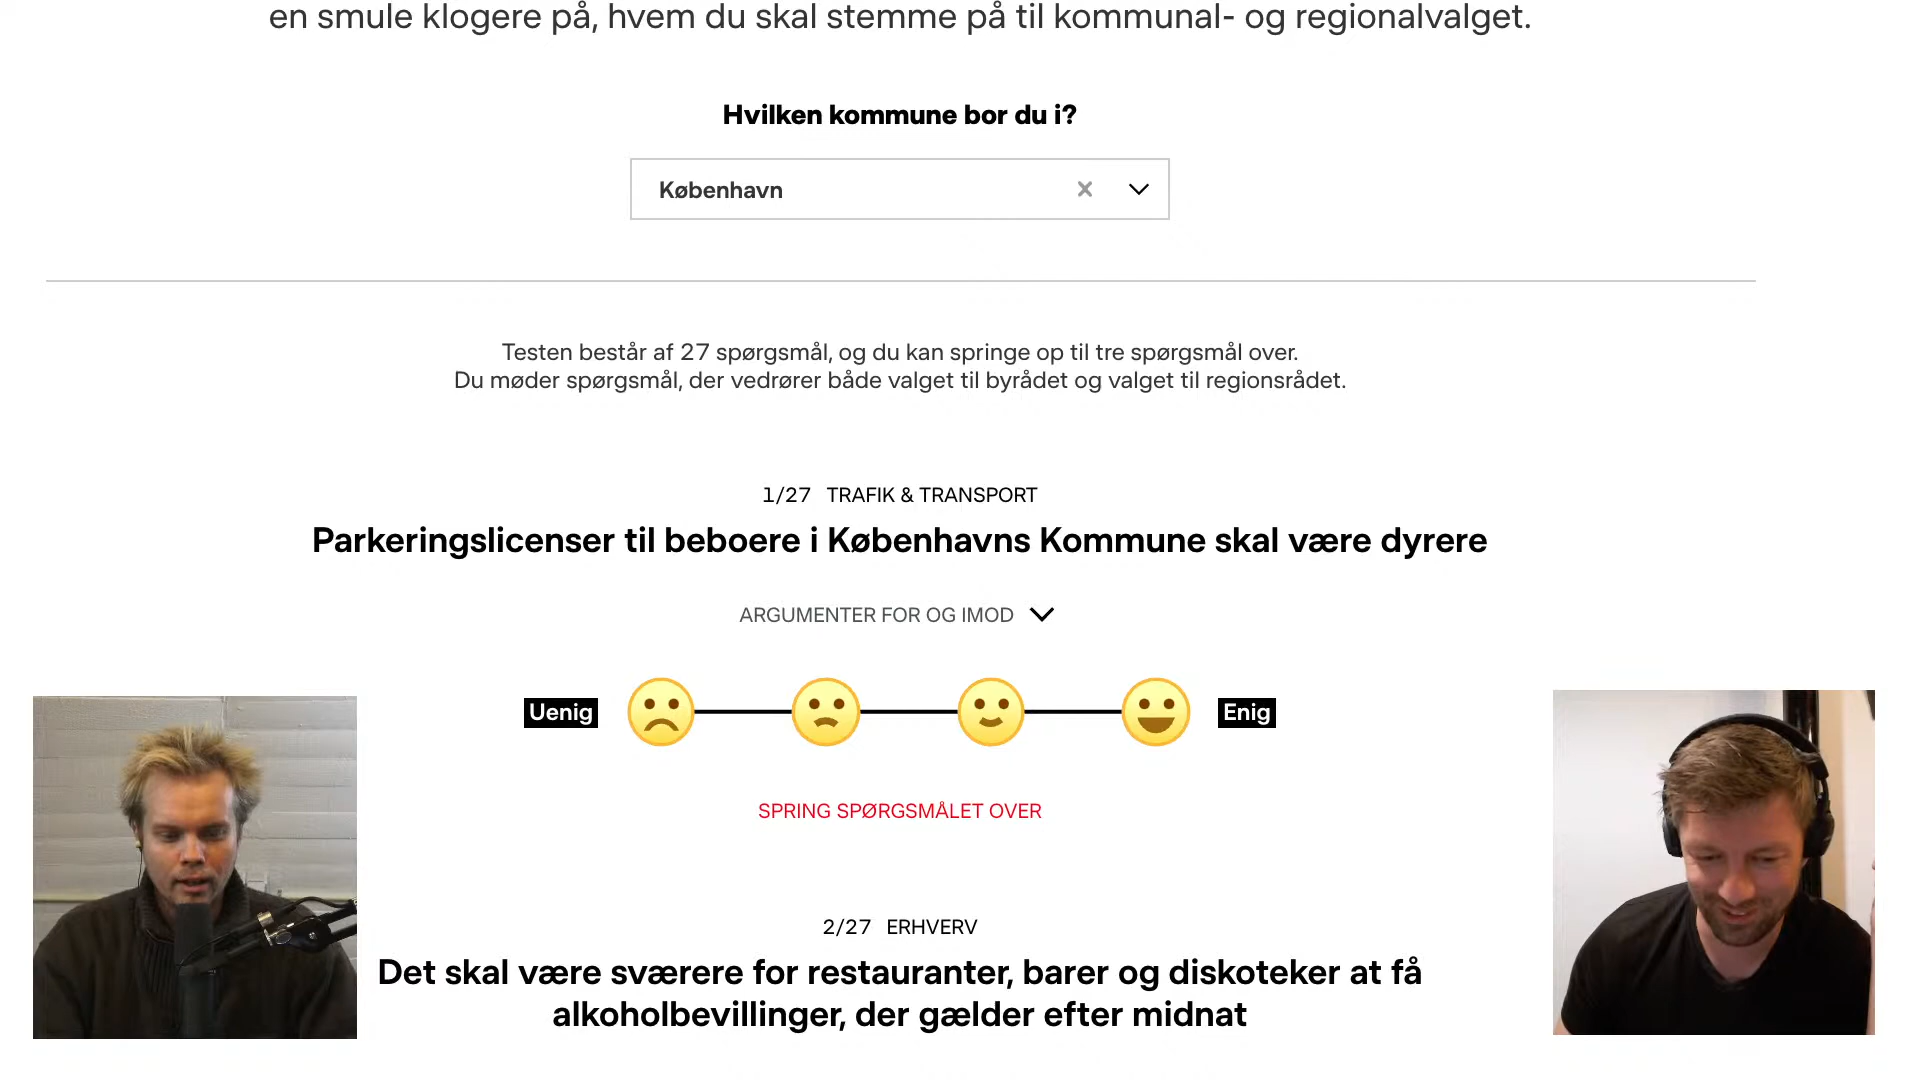 en smule klogere på, hvem du skal stemme på til kommunal- og regionalvalget.
Hvilken kommune bor du i?
København
Testen består af 27 spørgsmål, og du kan springe op til tre spørgsmål over.
Du møder spørgsmål, der vedrører både valget til byrådet og valget til regionsrådet.
1/27 TRAFIK & TRANSPORT
Parkeringslicenser til beboere i Københavns Kommune skal være dyrere
ARGUMENTER FOR OG IMOD
Uenig
Enig
SPRING SPØRGSMÅLET OVER
2/27 ERHVERV
Det skal være sværere for restauranter, barer og diskoteker at få
alkoholbevillinger, der gælder efter midnat